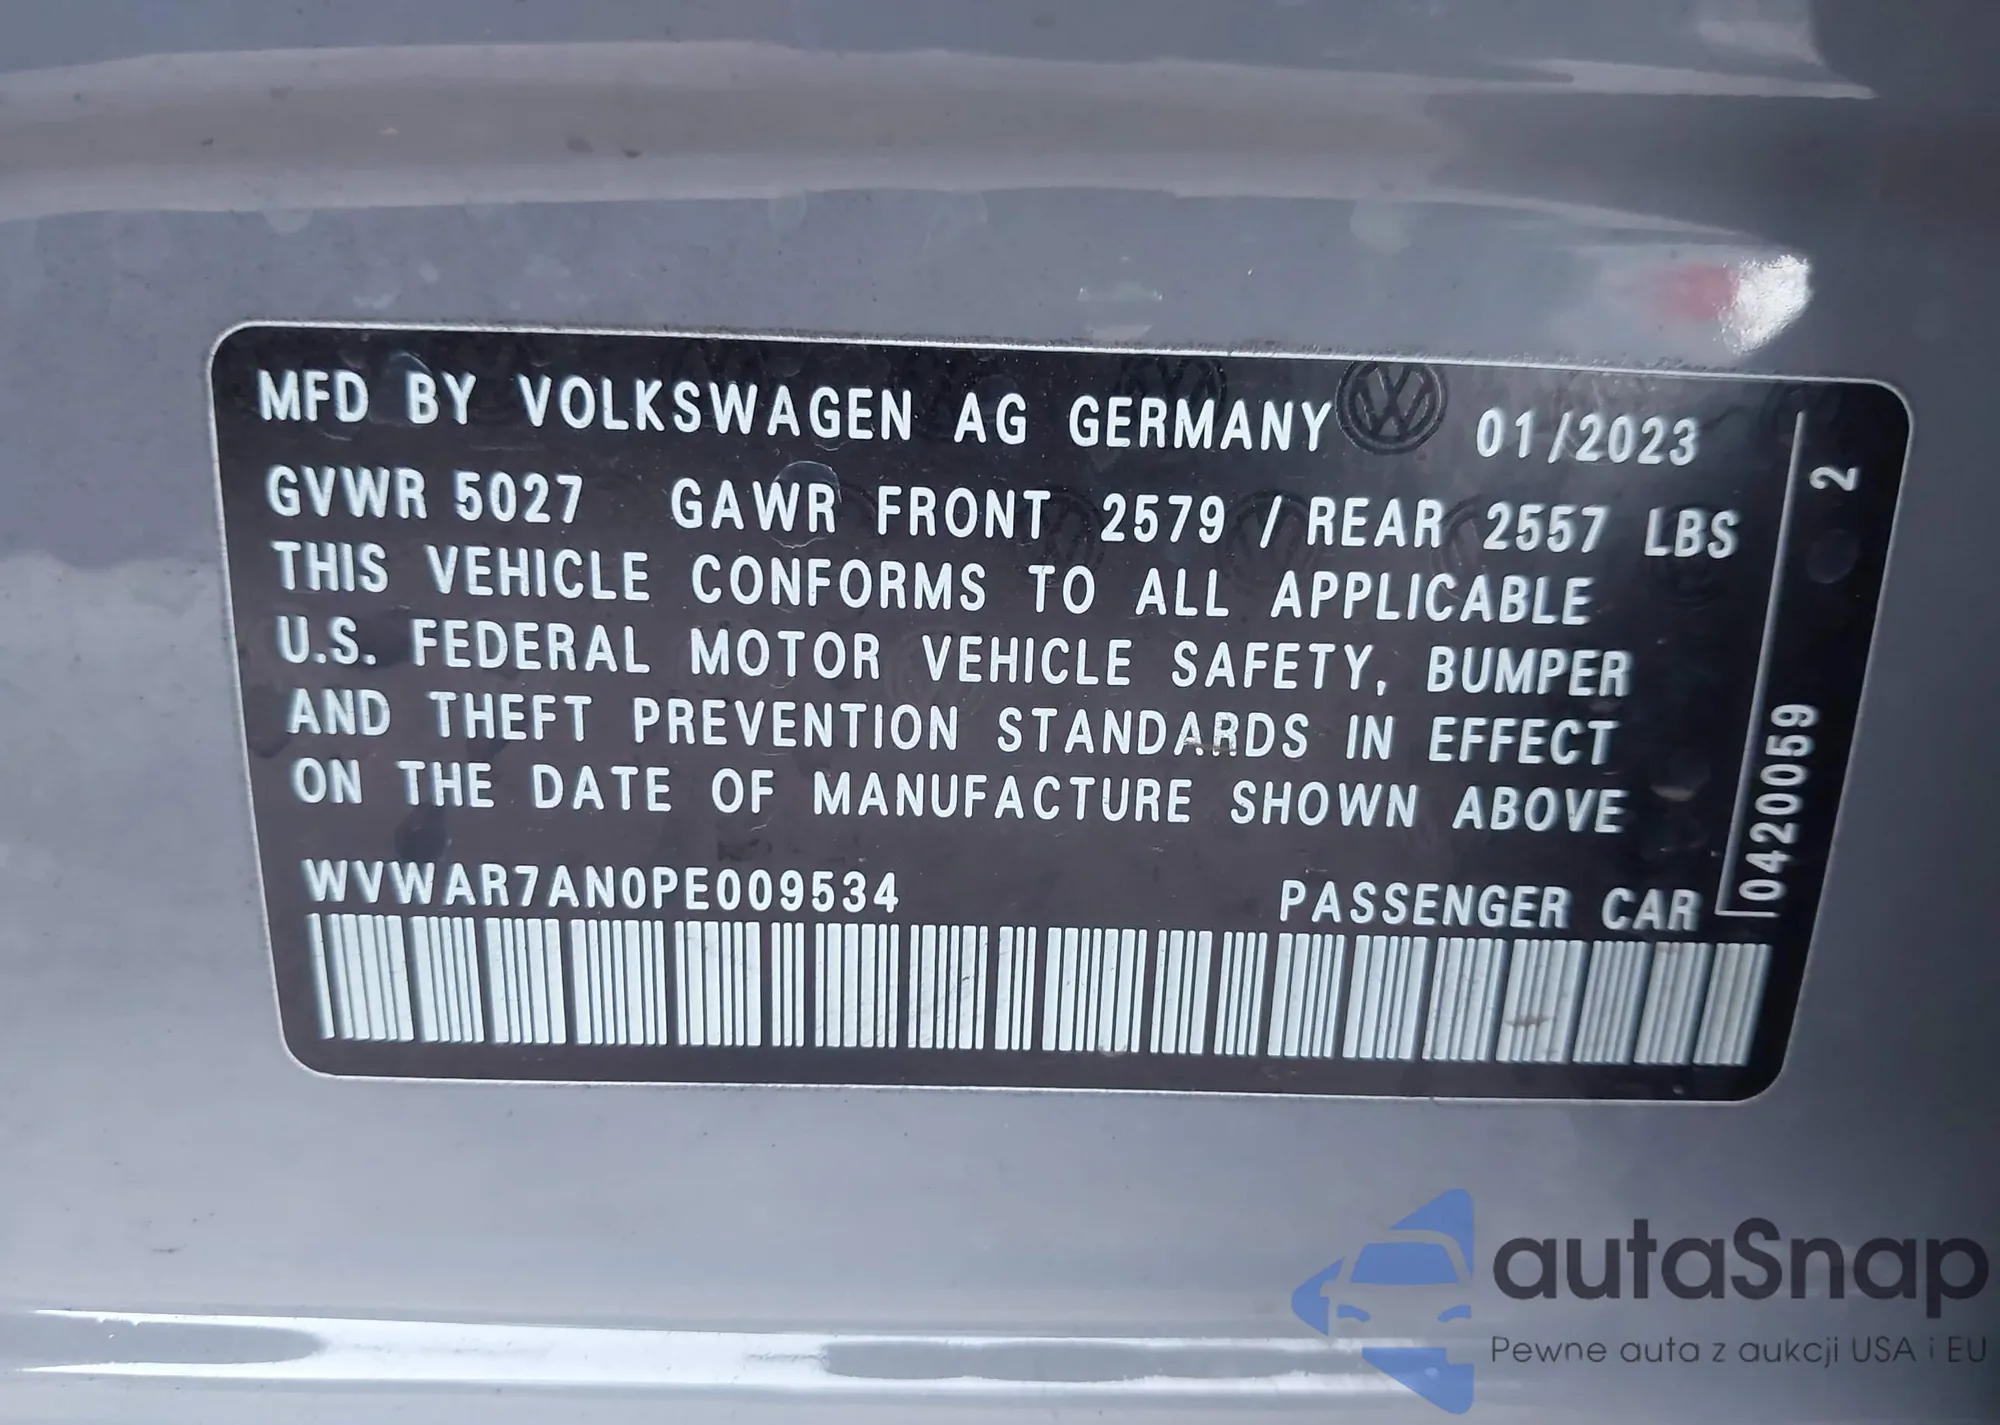 MFD BY VOLKSWAGEN AG GERMANY 01/2023
GVWR 5027 GAWR FRONT 2579 / REAR 2557 LBS
THIS VEHICLE CONFORMS TO ALL APPLICABLE
U.S. FEDERAL MOTOR VEHICLE SAFETY, BUMPER
AND THEFT PREVENTION STANDARDS IN EFFECT
ON THE DATE OF MANUFACTURE SHOWN ABOVE
WVWAR7AN0PE009534 PASSENGER CAR
0420059 2
autaSnap
Pewne auta z aukcji USA i EU